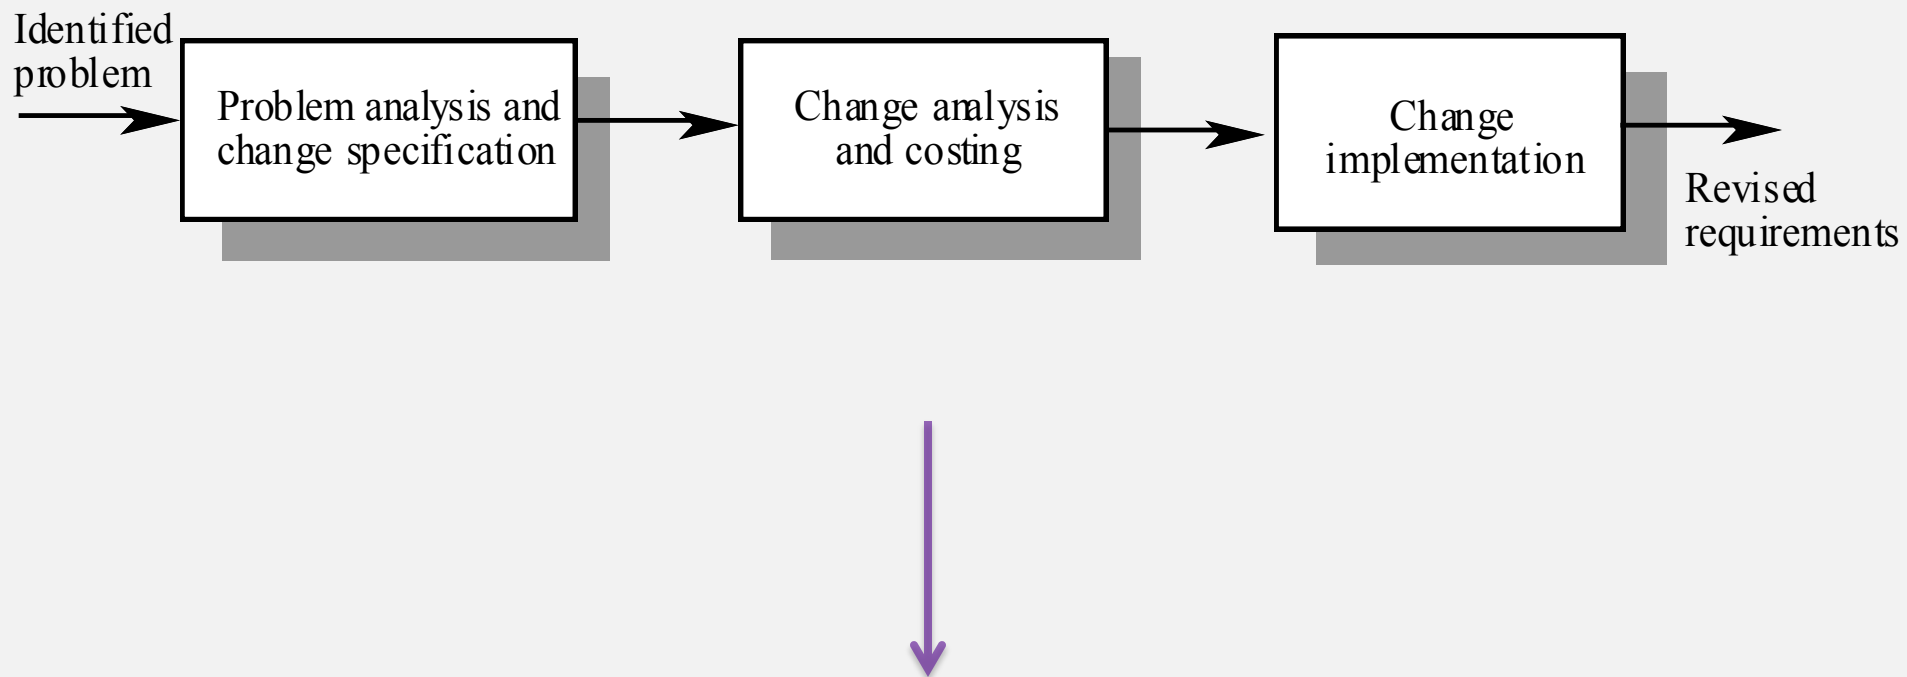 Identified
problem
Problem analysis and
change specification
Change analysis
and costing
Change
implementation
Revised
requirements